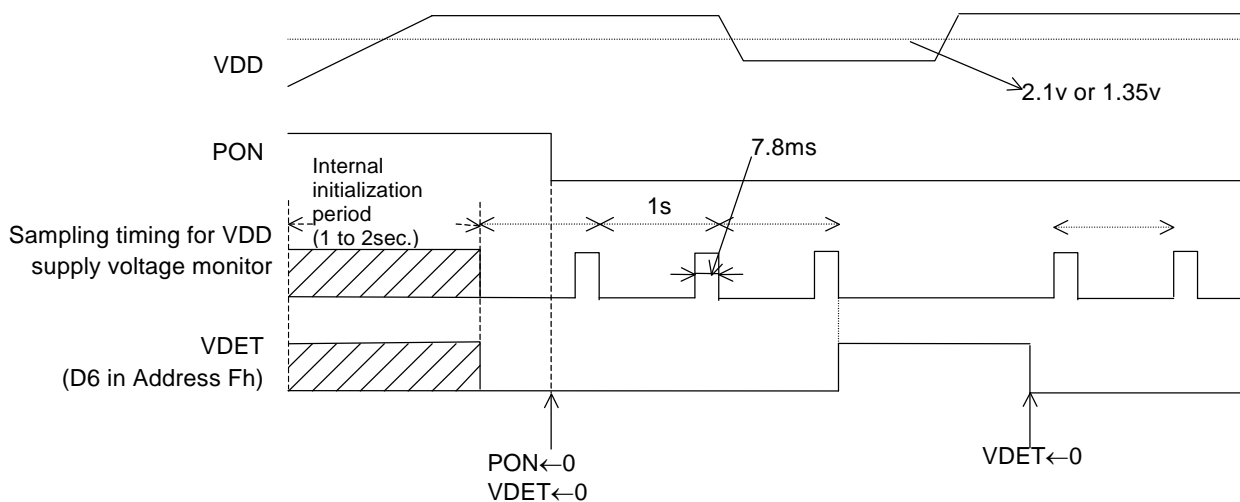 VDD
2.1v or 1.35v
PON
7.8ms
Internal
initialization
period
(1 to 2sec.)
1s
Sampling timing for VDD
supply voltage monitor
VDET
(D6 in Address Fh)
PON←0
VDET←0
VDET←0